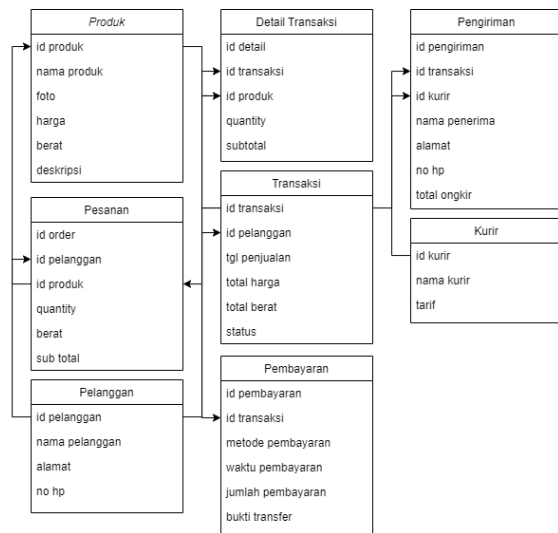 Produk
id produk
nama produk
foto
harga
berat
deskripsi
Pesanan
id order
id pelanggan
id produk
quantity
berat
sub total
Pelanggan
id pelanggan
nama pelanggan
alamat
no hp
Detail Transaksi
id detail
id transaksi
id produk
quantity
subtotal
Transaksi
id transaksi
id pelanggan
tgl penjualan
total harga
total berat
status
Pembayaran
id pembayaran
id transaksi
metode pembayaran
waktu pembayaran
jumlah pembayaran
bukti transfer
Pengiriman
id pengiriman
id transaksi
id kurir
nama penerima
alamat
no hp
total ongkir
Kurir
id kurir
nama kurir
tarif